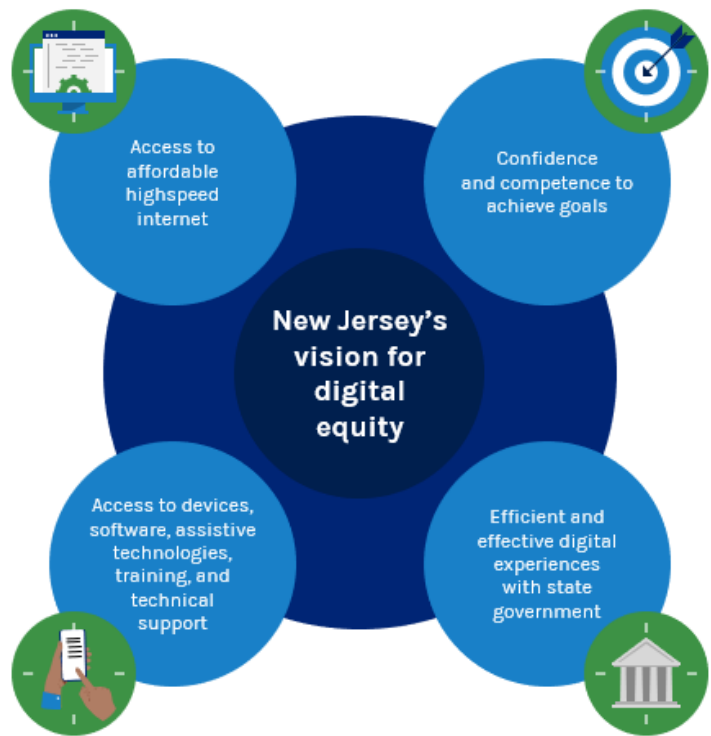 Access to
affordable
highspeed
internet
Confidence
and competence to
achieve goals
New Jersey's
vision for
digital
equity
Access to devices,
software, assistive
technologies,
training, and
technical
support
Efficient and
effective digital
experiences
with state
government